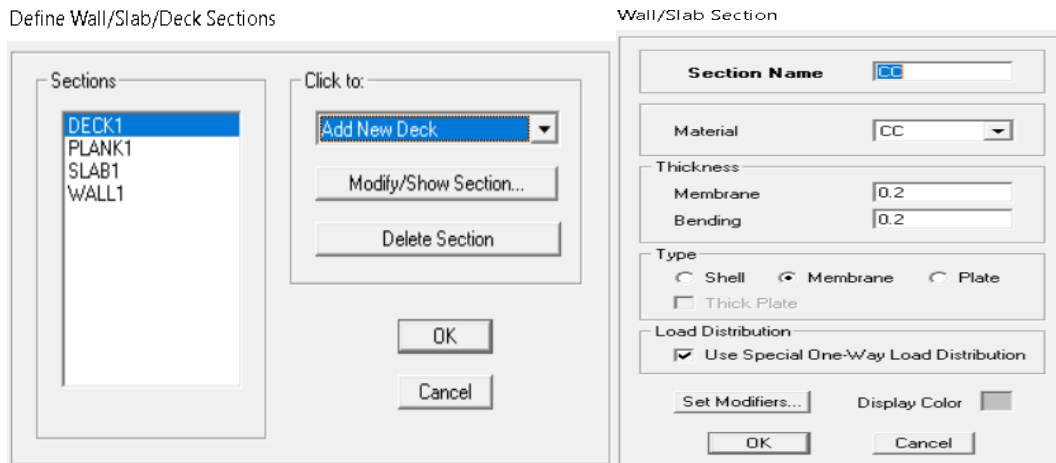 Define Wall/Slab/Deck Sections
Sections
DECK1
PLANK1
SLAB1
WALL1
Click to:
Add New Deck
Modify/Show Section...
Delete Section
OK
Cancel
Wall/Slab Section
Section Name CC
Material CC
Thickness
Membrane 0.2
Bending 0.2
Type
Shell Membrane Plate
Thick Plate
Load Distribution
Use Special One-Way Load Distribution
Set Modifiers... Display Color
OK Cancel